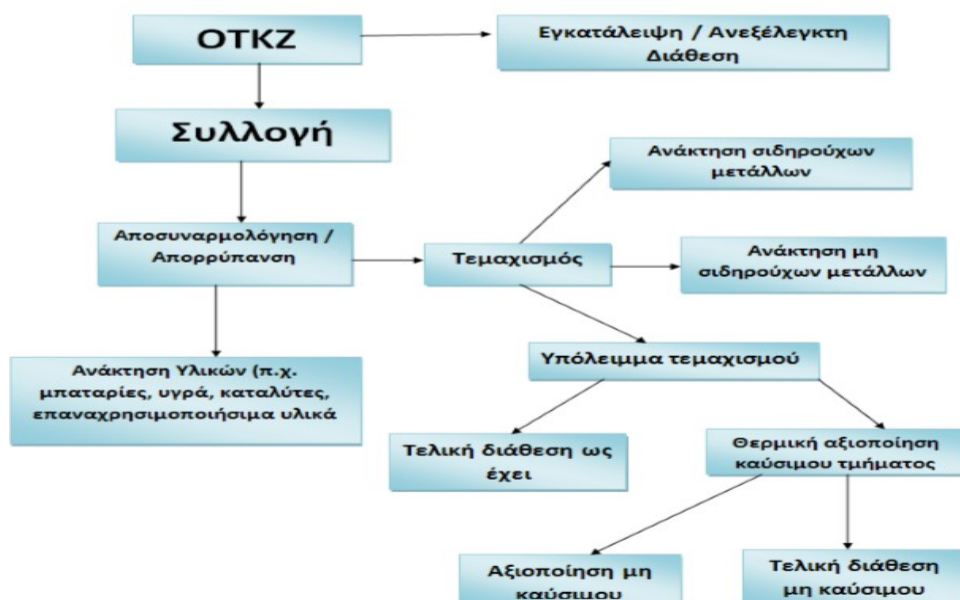 ΟΤΚΖ
Εγκατάλειψη / Ανεξέλεγκτη
Διάθεση
Συλλογή
Ανάκτηση σιδηρούχων
μετάλλων
Αποσυναρμολόγηση /
Απορρύπανση
Τεμαχισμός
Ανάκτηση μη
σιδηρούχων μετάλλων
Υπόλειμμα τεμαχισμού
Ανάκτηση Υλικών (π.χ.
μπαταρίες, υγρά, καταλύτες,
επαναχρησιμοποιήσιμα υλικά
Τελική διάθεση ως
έχει
Θερμική αξιοποίηση
καύσιμου τμήματος
Αξιοποίηση μη
καύσιμου
Τελική διάθεση
μη καύσιμου